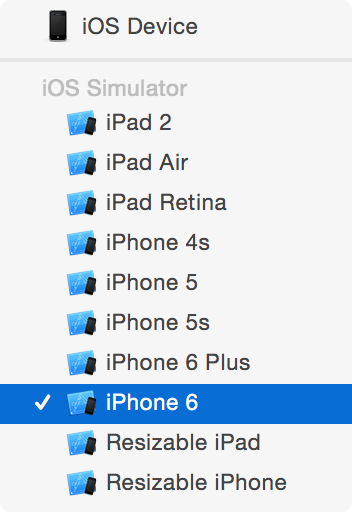 iOS Device
iOS Simulator
iPad 2
iPad Air
iPad Retina
iPhone 4s
iPhone 5
iPhone 5s
iPhone 6 Plus
iPhone 6
Resizable iPad
Resizable iPhone